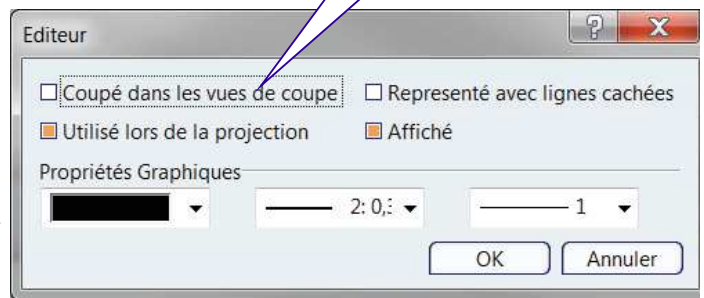 Editeur
Coupé dans les vues de coupe
Representé avec lignes cachées
Utilisé lors de la projection
Affiché
Propriétés Graphiques
2: 0,
1
OK
Annuler